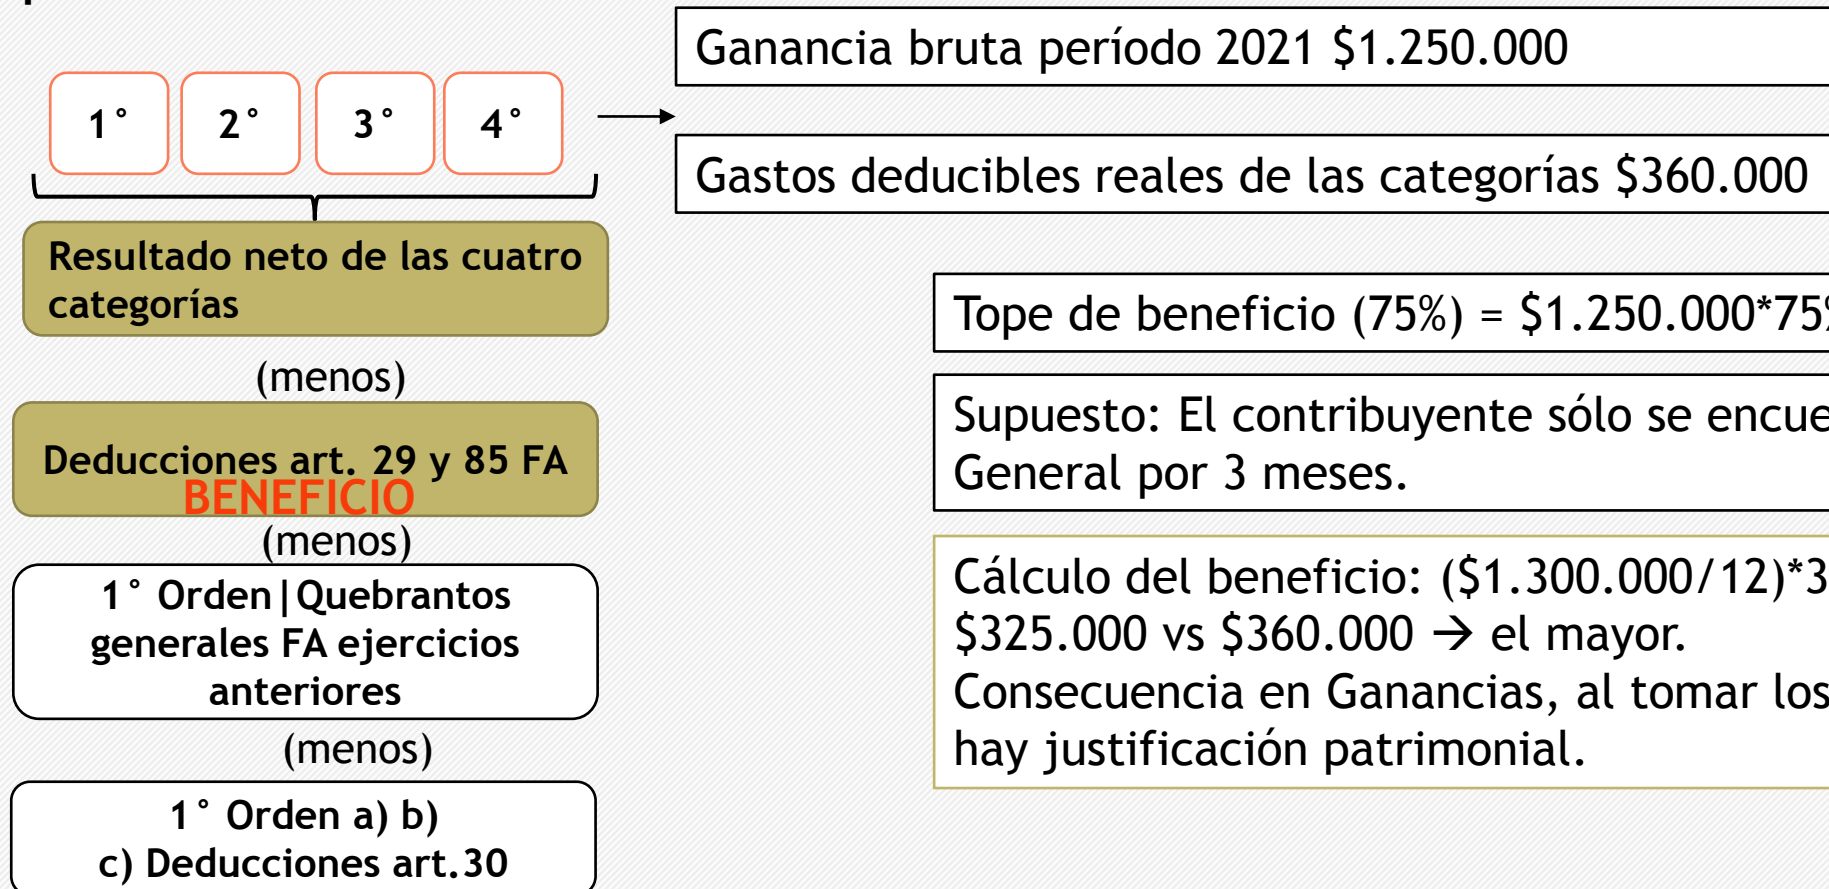 1° 2° 3° 4°
Resultado neto de las cuatro
categorías
(menos)
Deducciones art. 29 y 85 FA
BENEFICIO
(menos)
1° Orden|Quebrantos
generales FA ejercicios
anteriores
(menos)
1° Orden a) b)
c) Deducciones art.30
Ganancia bruta período 2021 $1.250.000
Gastos deducibles reales de las categorías $360.000
Tope de beneficio (75%) = $1.250.000*75%
Supuesto: El contribuyente sólo se
General por 3 meses.
Cálculo del beneficio: ($1.300.000/12)*3
$325.000 vs $360.000 → el mayor.
Consecuencia en Ganancias, al tomar los
hay justificación patrimonial.